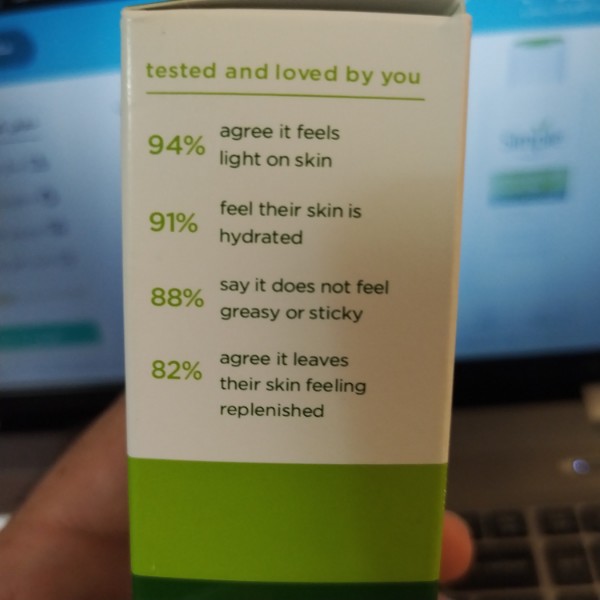 tested and loved by you
94% agree it feels
light on skin
91% feel their skin is
hydrated
88% say it does not feel
greasy or sticky
82% agree it leaves
their skin feeling
replenished